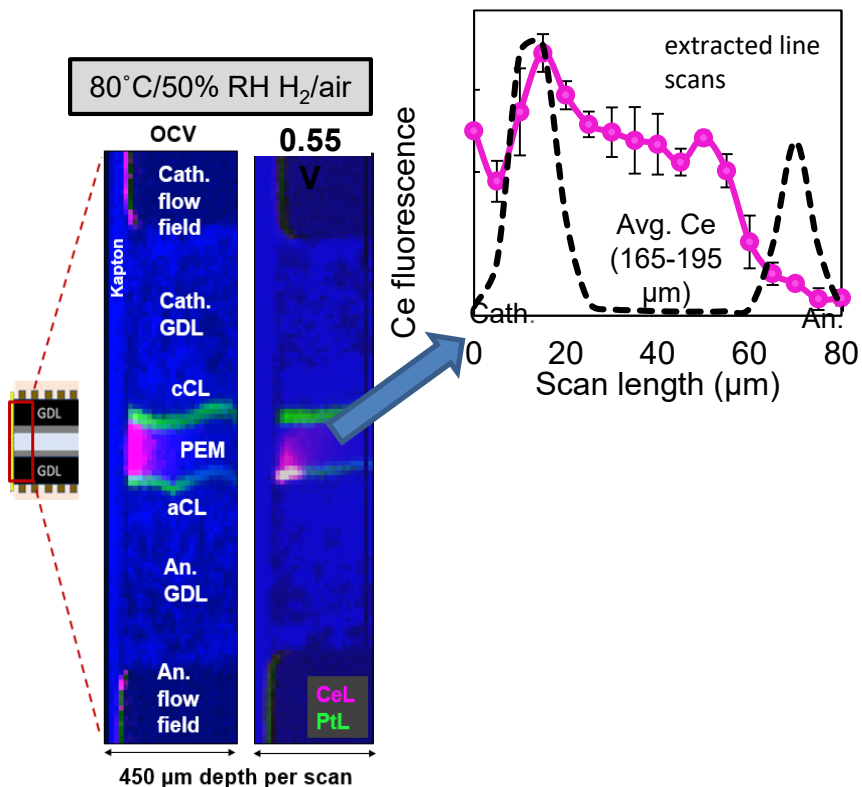 80˚C/50% RH H₂/air
OCV
0.55
V
Cath.
flow
field
Kapton
Cath.
GDL
cCL
PEM
aCL
An.
GDL
An.
flow
field
CeL
PtL
450 µm depth per scan
GDL
GDL
extracted line
scans
Ce fluorescence
Avg. Ce
(165-195
µm)
Cath.
An.
0
20
40
60
80
Scan length (µm)